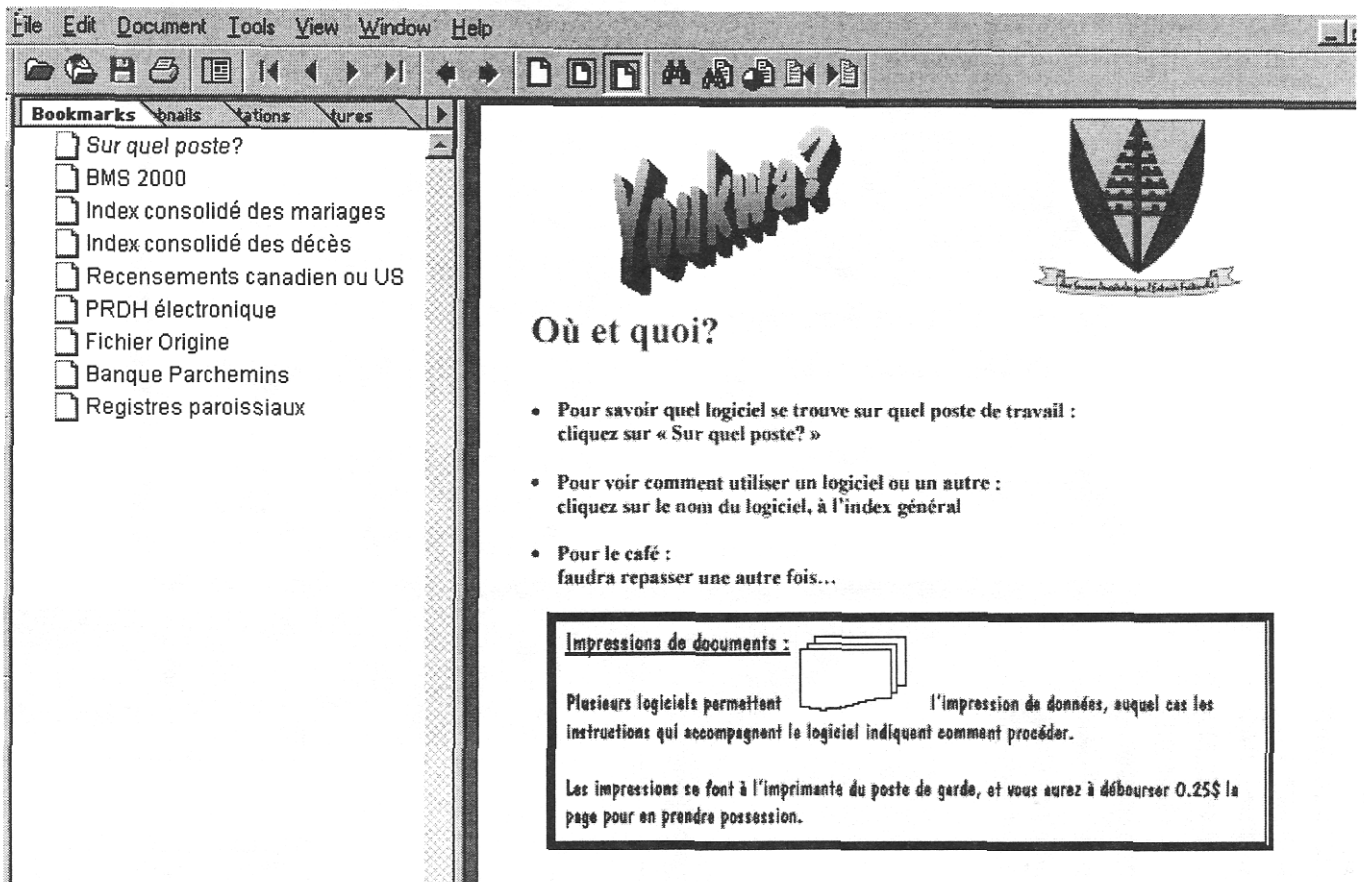 File Edit Document Tools View Window Help
Bookmarks bnails tations tures
Sur quel poste?
BMS 2000
Index consolidé des mariages
Index consolidé des décès
Recensements canadien ou US
PRDH électronique
Fichier Origine
Banque Parchemins
Registres paroissiaux
Youkwa?
Où et quoi?
• Pour savoir quel logiciel se trouve sur quel poste de travail :
cliquez sur « Sur quel poste? »
• Pour voir comment utiliser un logiciel ou un autre :
cliquez sur le nom du logiciel, à l'index général
• Pour le café :
faudra repasser une autre fois...
Impressions de documents :
Plusieurs logiciels permettent l'impression de données, auquel cas les
instructions qui accompagnent le logiciel indiquent comment procéder.
Les impressions se font à l'imprimante du poste de garde, et vous aurez à débourser 0.25$ la
page pour en prendre possession.